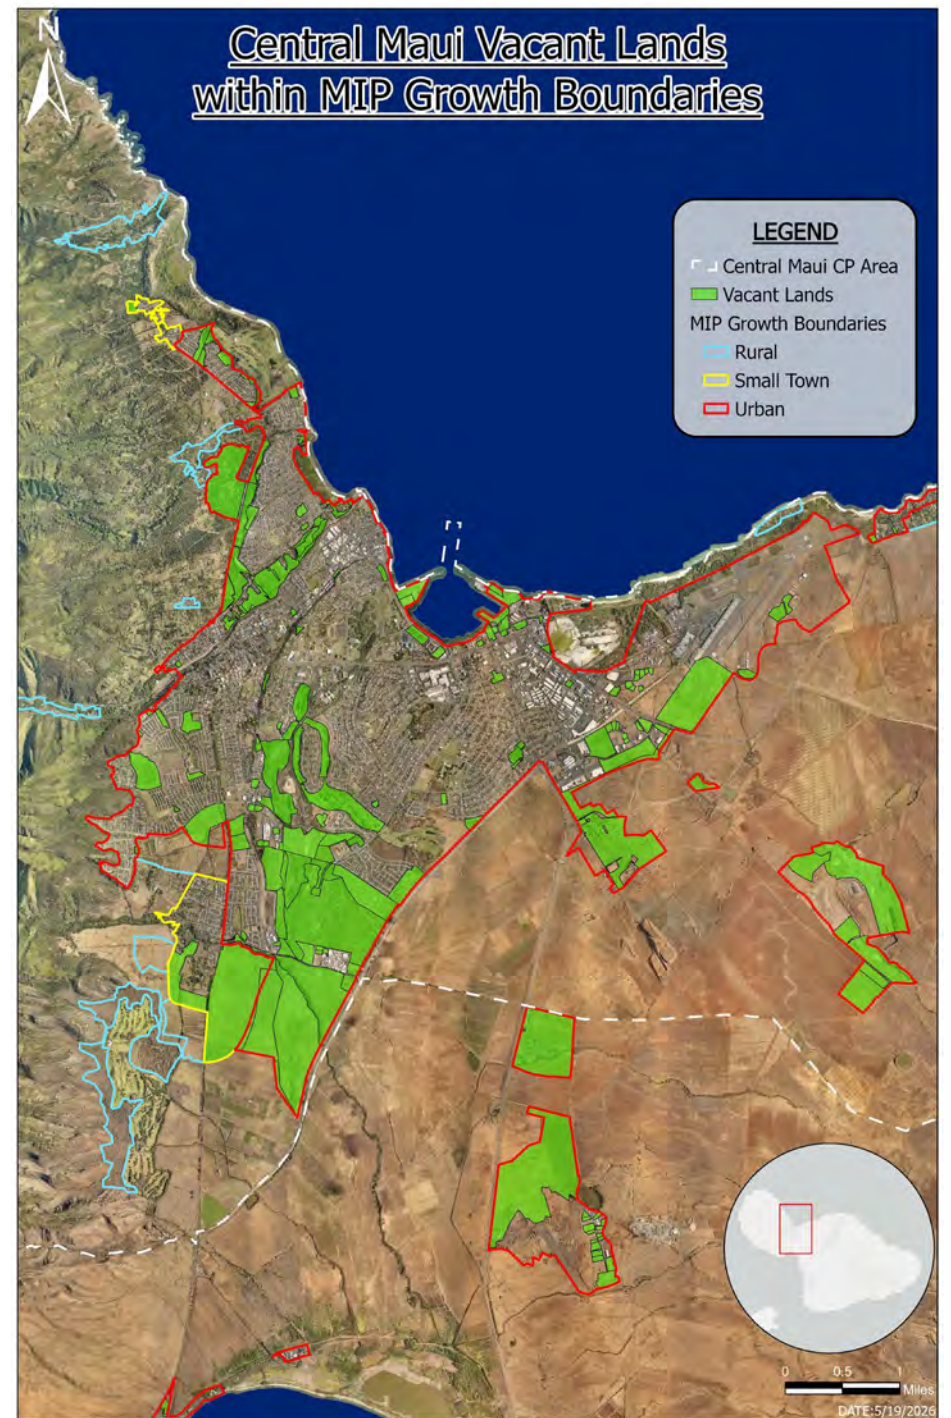 N
Central Maui Vacant Lands
within MIP Growth Boundaries
LEGEND
Central Maui CP Area
Vacant Lands
MIP Growth Boundaries
Rural
Small Town
Urban
0 0.5 1
Miles
DATE:5/19/2026